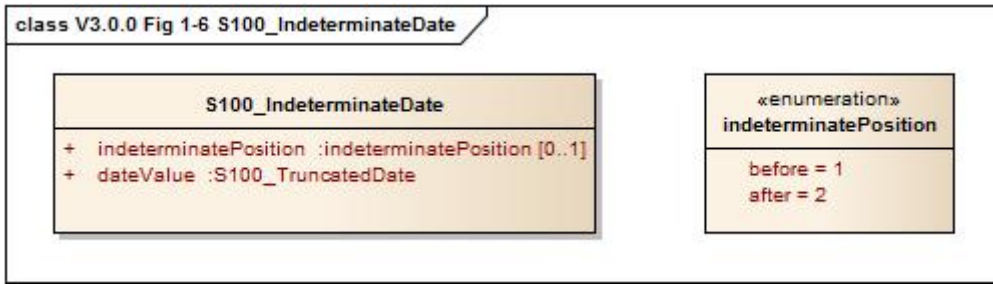 class V3.0.0 Fig 1-6 S100_IndeterminateDate
S100_IndeterminateDate
+ indeterminatePosition :indeterminatePosition [0..1]
+ dateValue :S100_TruncatedDate
«enumeration»
indeterminatePosition
before = 1
after = 2